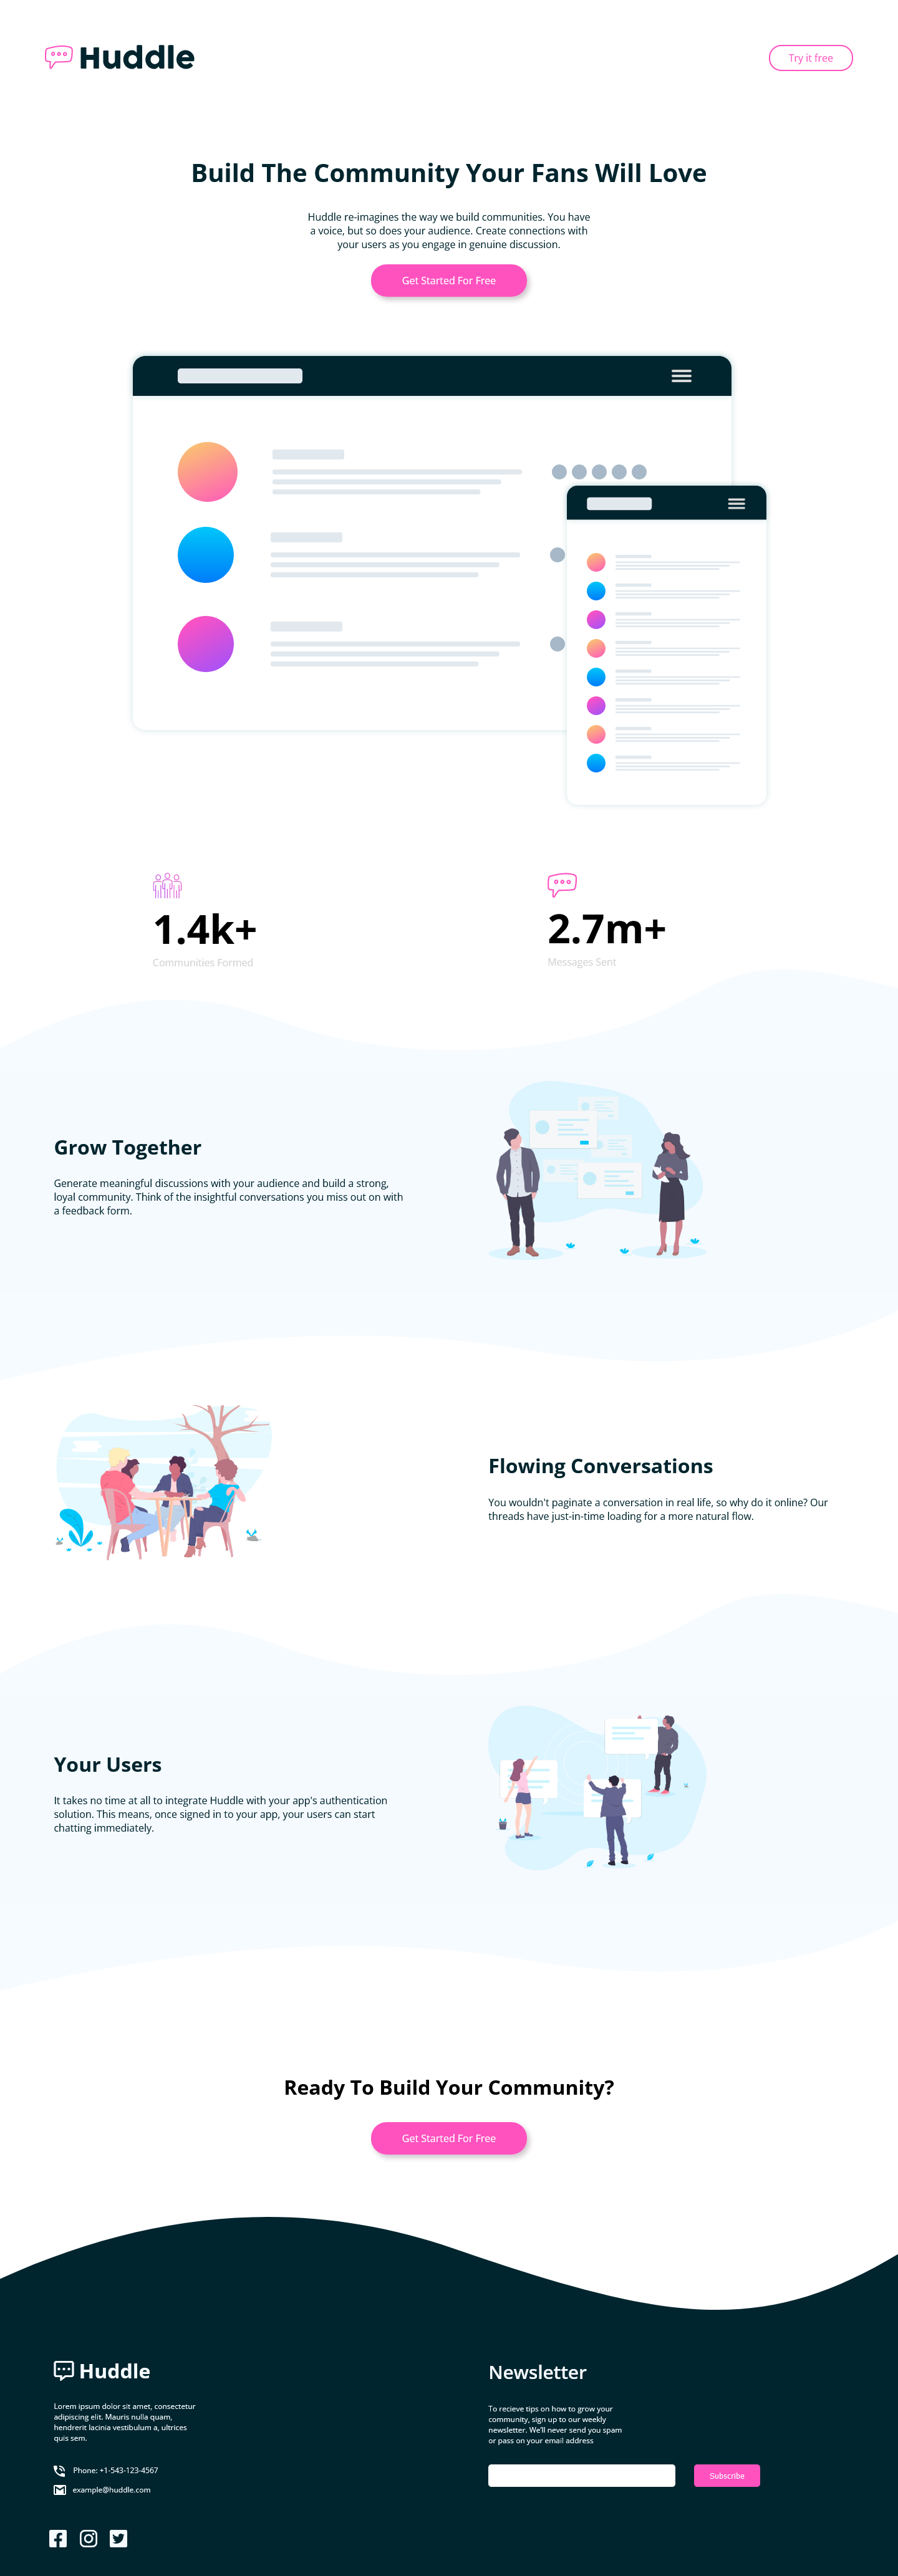 Huddle
Try it free
Build The Community Your Fans Will Love
Huddle re-imagines the way we build communities. You have
a voice, but so does your audience. Create connections with
your users as you engage in genuine discussion.
Get Started For Free
1.4k+
Communities Formed
2.7m+
Messages Sent
Grow Together
Generate meaningful discussions with your audience and build a strong,
loyal community. Think of the insightful conversations you miss out on with
a feedback form.
Flowing Conversations
You wouldn't paginate a conversation in real life, so why do it online? Our
threads have just-in-time loading for a more natural flow.
Your Users
It takes no time at all to integrate Huddle with your app's authentication
solution. This means, once signed in to your app, your users can start
chatting immediately.
Ready To Build Your Community?
Get Started For Free
Huddle
Lorem ipsum dolor sit amet, consectetur
adipiscing elit. Mauris nulla quam,
hendrerit lacinia vestibulum a, ultrices
quis sem.
Phone: +1-543-123-4567
example@huddle.com
Newsletter
To recieve tips on how to grow your
community, sign up to our weekly
newsletter. We'll never send you spam
or pass on your email address
Subscribe